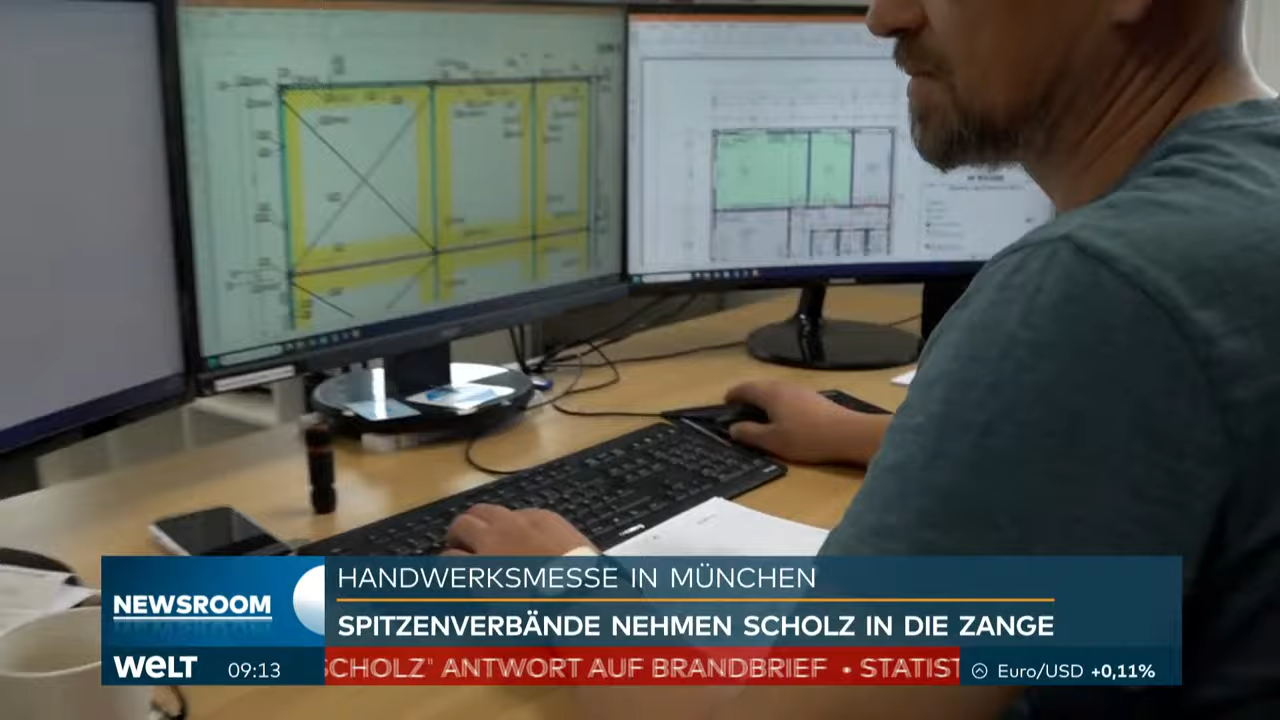 HANDWERKSMESSE IN MÜNCHEN
NEWSROOM
SPITZENVERBÄNDE NEHMEN SCHOLZ IN DIE ZANGE
welt 09:13 SCHOLZ" ANTWORT AUF BRANDBRIEF • STATIST Euro/USD +0,11%